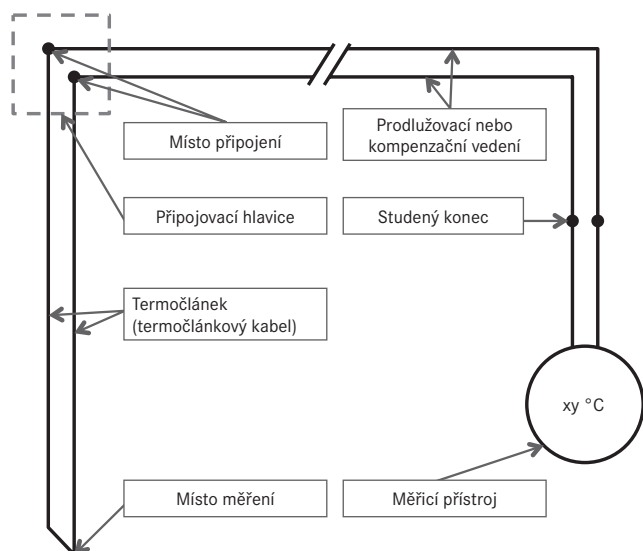 Místo připojení
Prodlužovací nebo
kompenzační vedení
Připojovací hlavice
Studený konec
Termočlánek
(termočlánkový kabel)
xy °C
Místo měření
Měřicí přístroj